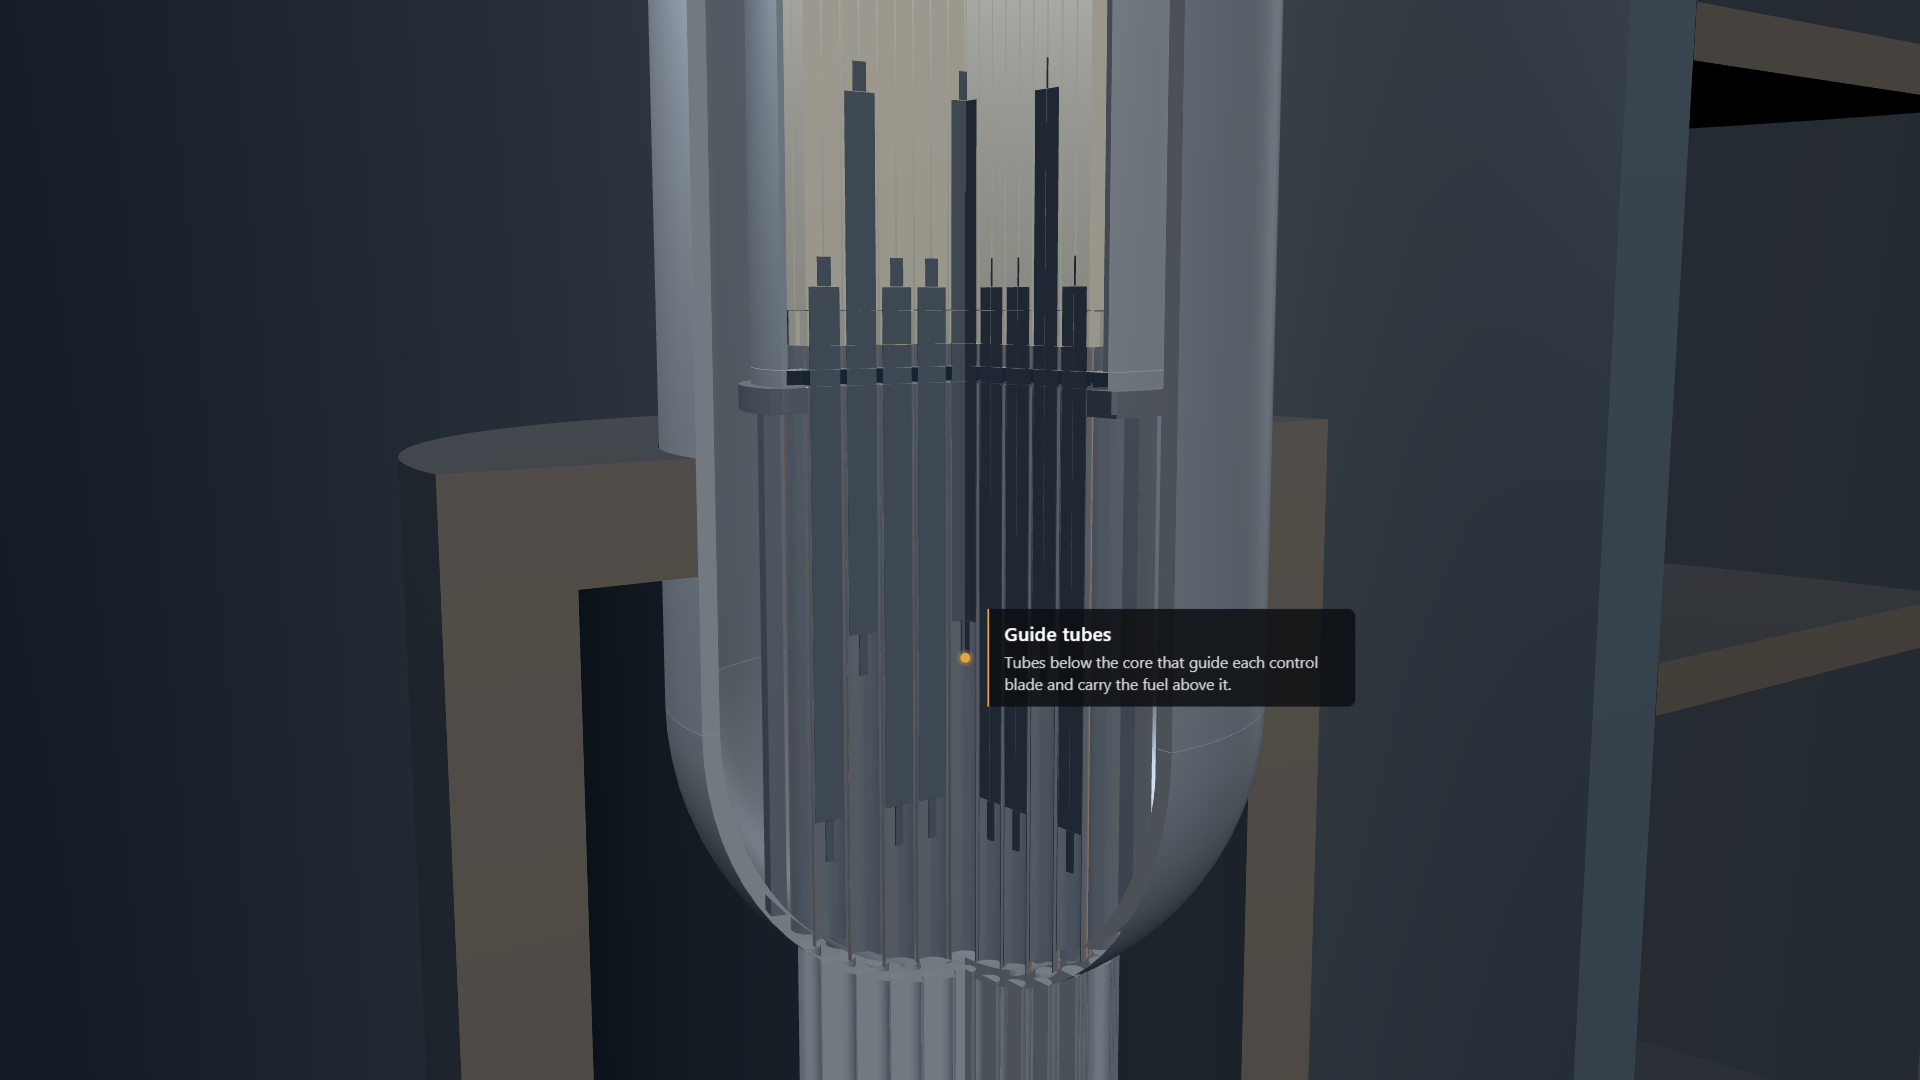 Guide tubes
Tubes below the core that guide each control
blade and carry the fuel above it.